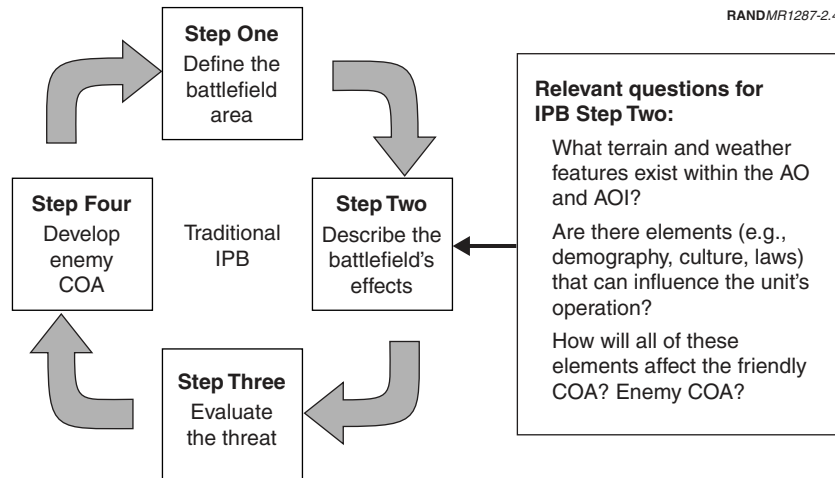 RANDMR1287-2.4
Step One
Define the
battlefield
area
Step Two
Describe the
battlefield's
effects
Step Three
Evaluate
the threat
Step Four
Develop
enemy
COA
Traditional
IPB
Relevant questions for
IPB Step Two:
What terrain and weather
features exist within the AO
and AOI?
Are there elements (e.g.,
demography, culture, laws)
that can influence the unit's
operation?
How will all of these
elements affect the friendly
COA? Enemy COA?